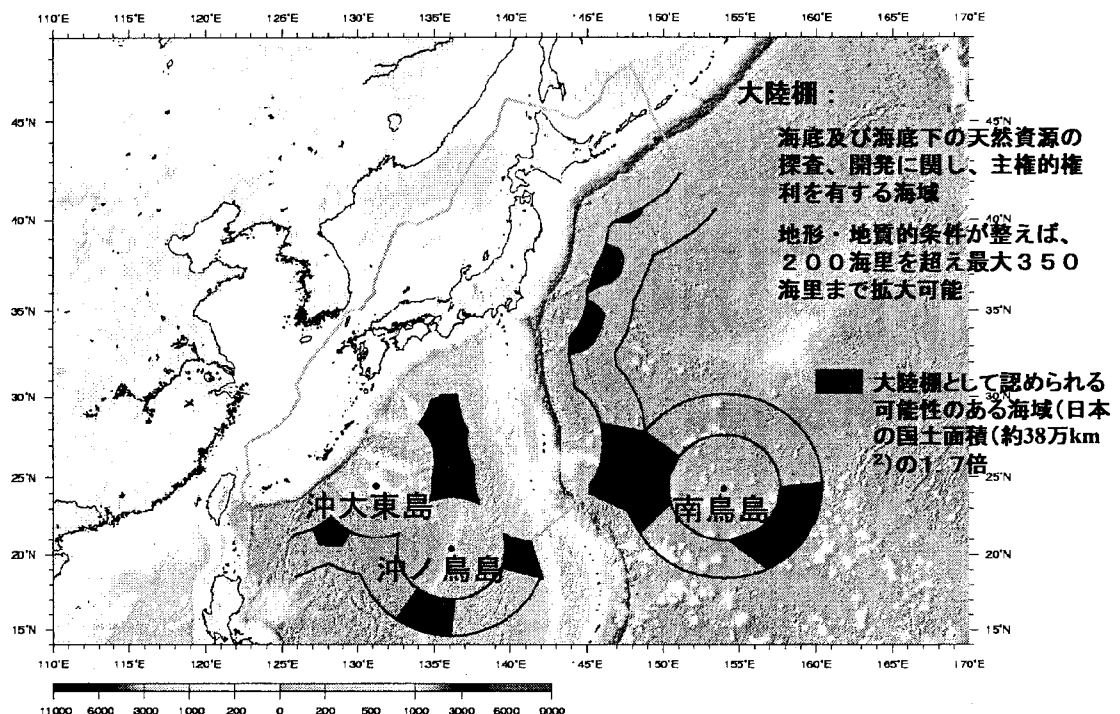 110°E 115°E 120°E 125°E 130°E 135°E 140°E 145°E 150°E 155°E 160°E 165°E 170°E
大陸棚：
45°N 45°N
海底及び海底下の天然資源の
探査、開発に関し、主権的権
利を有する海域
40°N 40°N
地形・地質的条件が整えば、
２００海里を超え最大３５０
海里まで拡大可能
35°N 35°N
大陸棚として認められる
30°N 30°N
可能性のある海域（日本
の国土面積（約38万km
²）の１．７倍
25°N 25°N
沖大東島
南鳥島
20°N 20°N
沖ノ鳥島
15°N 15°N
110°E 115°E 120°E 125°E 130°E 135°E 140°E 145°E 150°E 155°E 160°E 165°E 170°E
11000 6000 3000 1000 200 0 200 500 1000 3000 6000 9000